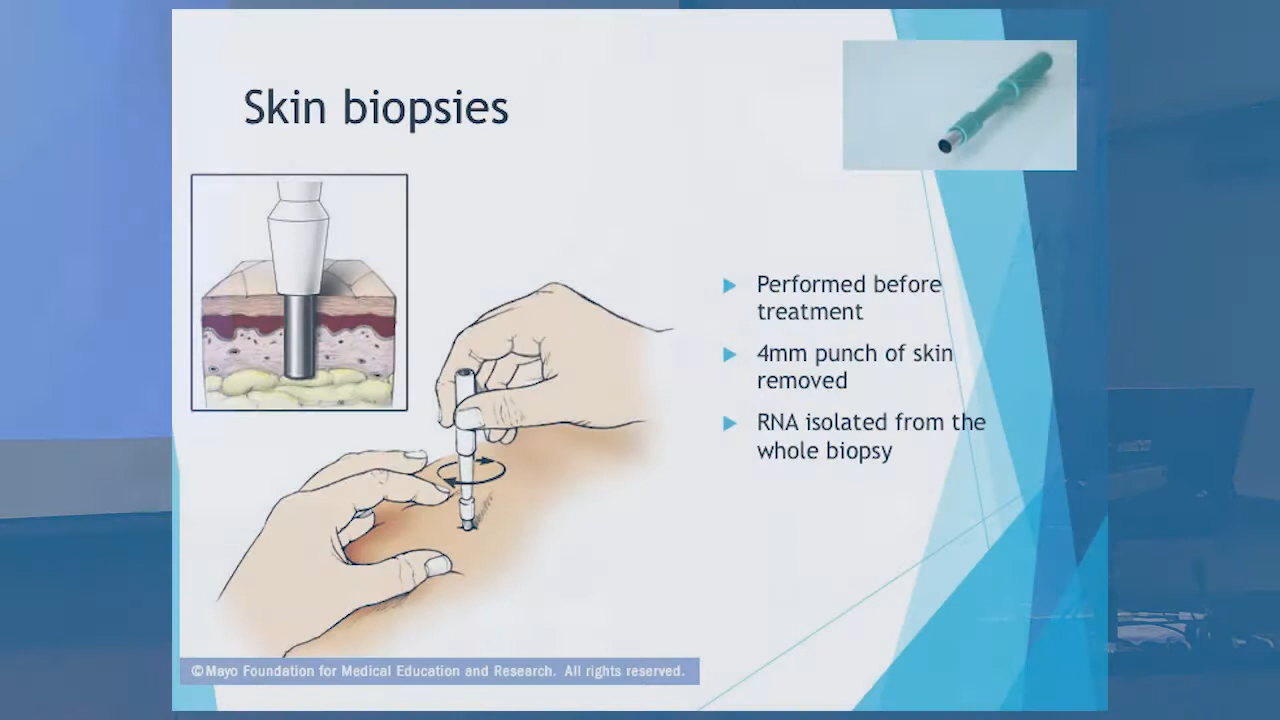 Skin biopsies
Performed before
treatment
4mm punch of skin
removed
RNA isolated from the
whole biopsy
©Mayo Foundation for Medical Education and Research. All rights reserved.